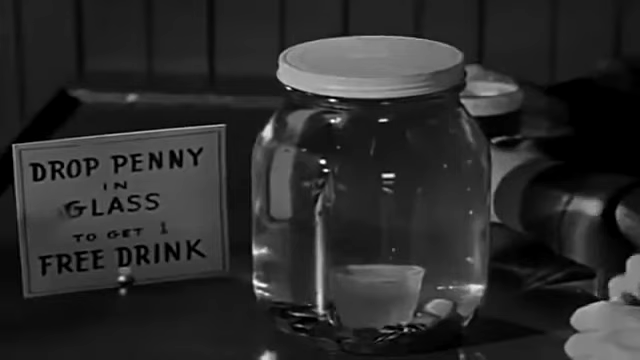 DROP PENNY
IN
GLASS
TO GET 1
FREE DRINK